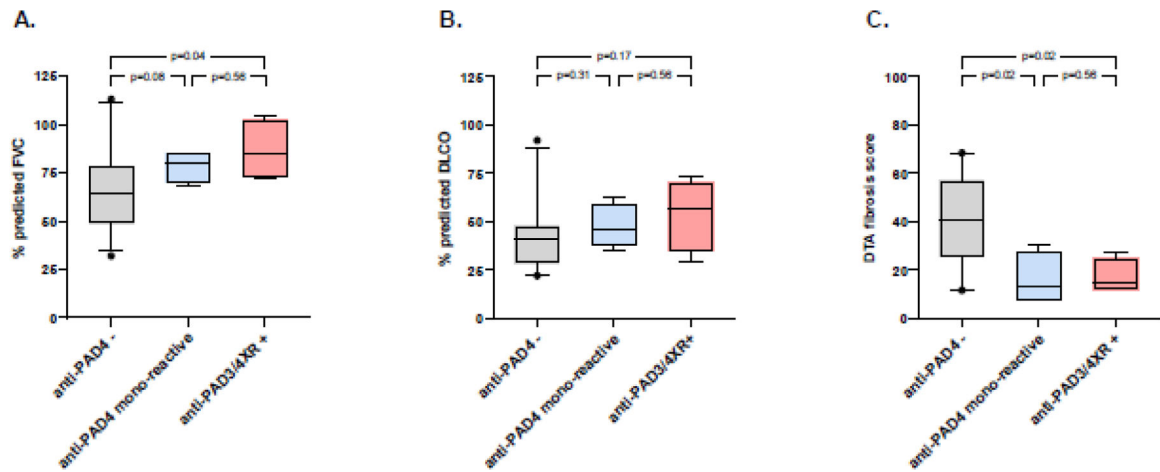 A.
p=0.04
p=0.08 p=0.56
125
100
75
50
25
0
% predicted FVC
anti-PAD4 -
anti-PAD4 mono-reactive
anti-PAD3/4XR +
B.
p=0.17
p=0.31 p=0.56
125
100
75
50
25
0
% predicted DLCO
anti-PAD4 -
anti-PAD4 mono-reactive
anti-PAD3/4XR+
C.
p=0.02
p=0.02 p=0.56
100
80
60
40
20
0
DTA fibrosis score
anti-PAD4 -
anti-PAD4 mono-reactive
anti-PAD3/4XR +